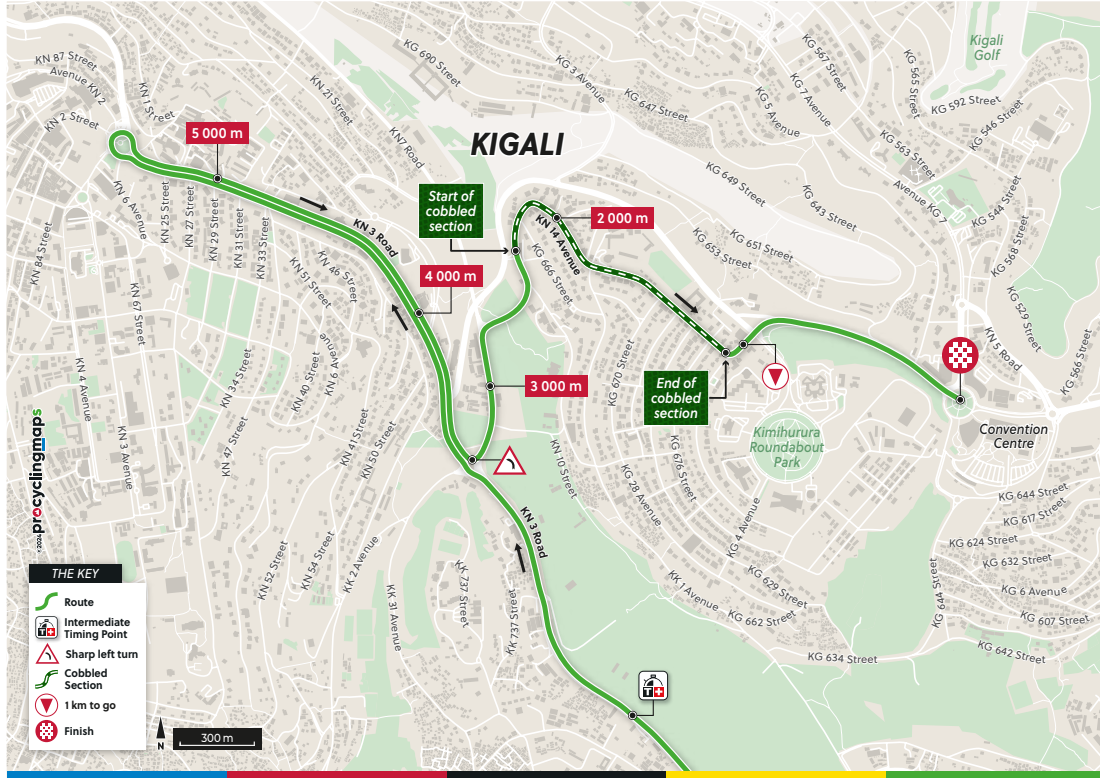 KN 87 Street
Avenue KN 2
KN 2 Street
KN 1 Street
5 000 m
KN 21 Street
KN7 Road
KG 690 Street
KG 3 Avenue
KG 647 Street
KG 5 Avenue
KG 7 Avenue
KG 567 Street
KG 565 Street
Kigali
Golf
KG 592 Street
KG 546 Street
KG 563 Street
Avenue KG 7
KG 544 Street
KG 568 Street
KG 529 Street
KN 5 Road
KG 566 Street
KIGALI
KG 649 Street
KG 643 Street
KG 651 Street
KG 653 Street
Start of
cobbled
section
2 000 m
KN 14 Avenue
KG 666 Street
KN 6 Avenue
KN 25 Street
KN 27 Street
KN 29 Street
KN 31 Street
KN 33 Street
KN 3 Road
KN 84 Street
KN 67 Street
KN 46 Street
KN 51 Street
4 000 m
KN 6 Avenue
KN 40 Street
KN 34 Street
KN 4 Avenue
KN 3 Avenue
KN 47 Street
KN 41 Street
KN 50 Street
3 000 m
KG 670 Street
End of
cobbled
section
Kimihurura
Roundabout
Park
Convention
Centre
KN 10 Street
KG 28 Avenue
KG 676 Street
KG 4 Avenue
KN 3 Road
KN 52 Street
KN 54 Street
KK 2 Avenue
KK 31 Avenue
KK 737 Street
KK 737 Street
KK 1 Avenue
KG 662 Street
KG 629 Street
KG 634 Street
KG 644 Street
KG 644 Street
KG 617 Street
KG 624 Street
KG 632 Street
KG 6 Avenue
KG 607 Street
KG 642 Street
T
©2024 procyclingmaps
THE KEY
Route
T
Intermediate
Timing Point
Sharp left turn
Cobbled
Section
1 km to go
Finish
N
300 m